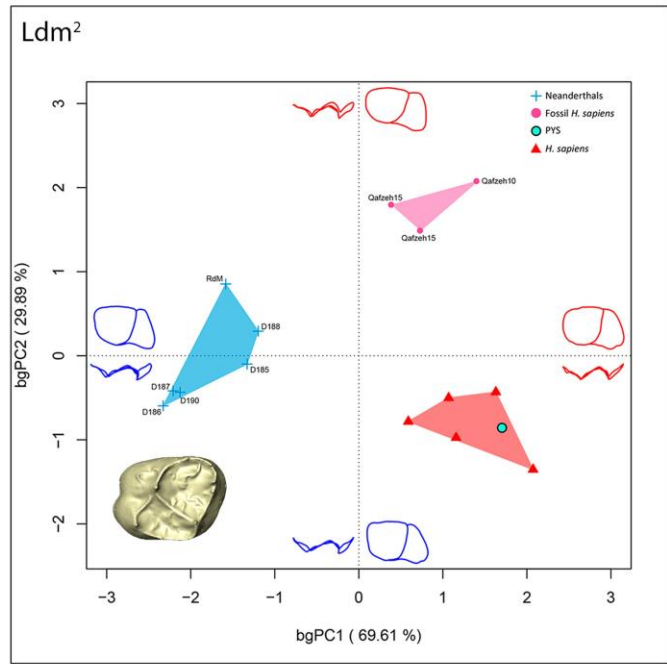 Ldm²
Neanderthals
Fossil H. sapiens
PYS
H. sapiens
Qafzeh10
Qafzeh15
Qafzeh15
RdM
D188
D185
D187
D190
D186
3
2
1
0
−1
−2
bgPC2 ( 29.89 %)
−3
−2
−1
0
1
2
3
bgPC1 ( 69.61 %)